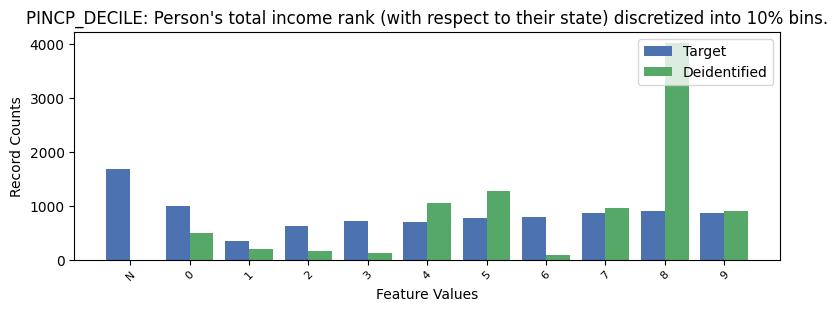 PINCP_DECILE: Person's total income rank (with respect to their state) discretized into 10% bins.
Target
Deidentified
Record Counts
4000
3000
2000
1000
0
N 0 1 2 3 4 5 6 7 8 9
Feature Values